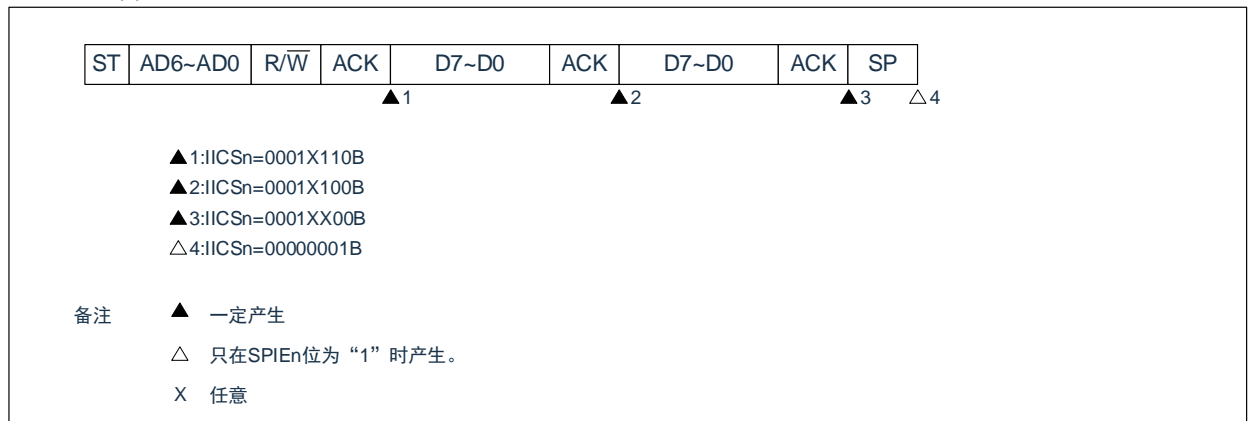 ST AD6~AD0 R/W̅ ACK D7~D0 ACK D7~D0 ACK SP
▲1 ▲2 ▲3 △4
▲1:IICSn=0001X110B
▲2:IICSn=0001X100B
▲3:IICSn=0001XX00B
△4:IICSn=00000001B
备注 ▲ 一定产生
△ 只在SPIEn位为“1”时产生。
X 任意